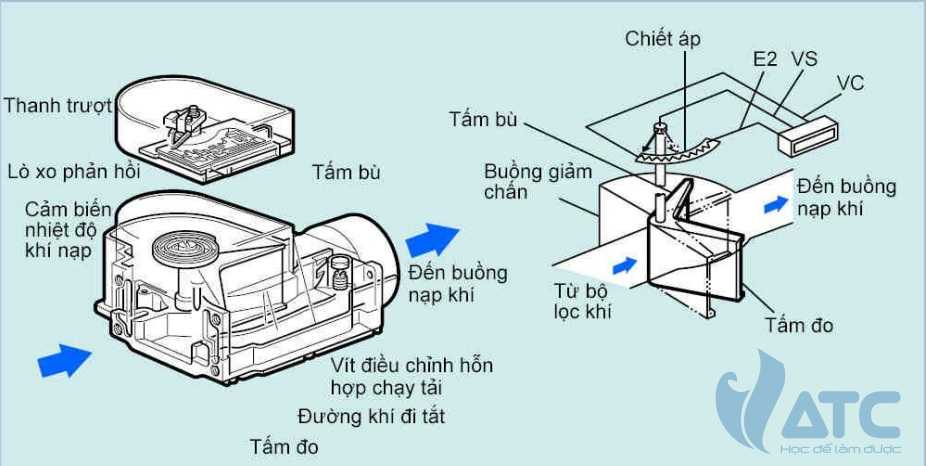 Thanh trượt
Lò xo phản hồi
Cảm biến
nhiệt độ
khí nạp
Tấm bù
Đến buồng
nạp khí
Vít điều chỉnh hỗn
hợp chạy tải
Đường khí đi tắt
Tấm đo
Chiết áp
E2
VS
VC
Tấm bù
Buồng giảm
chấn
Đến buồng
nạp khí
Từ bộ
lọc khí
Tấm đo
ATC
Học để làm được